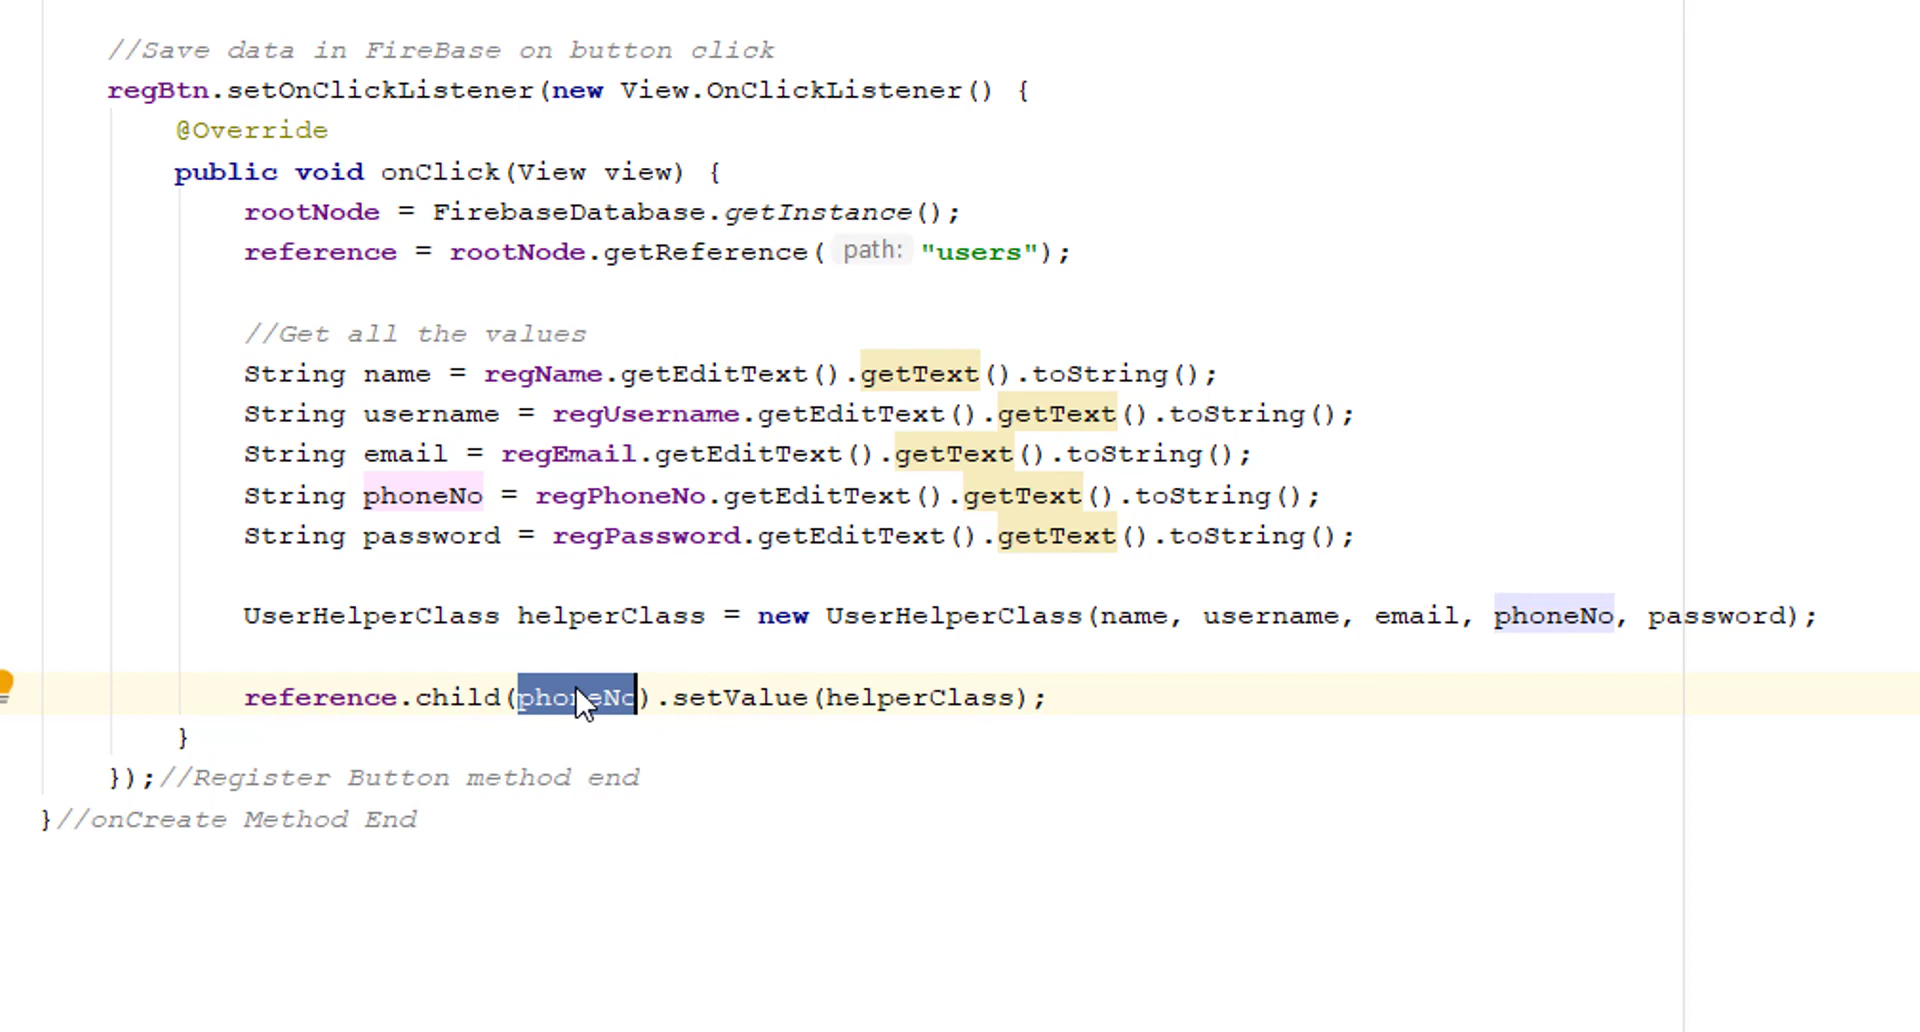 //Save data in FireBase on button click
regBtn.setOnClickListener(new View.OnClickListener() {
@Override
public void onClick(View view) {
rootNode = FirebaseDatabase.getInstance();
reference = rootNode.getReference( path: "users");
//Get all the values
String name = regName.getEditText().getText().toString();
String username = regUsername.getEditText().getText().toString();
String email = regEmail.getEditText().getText().toString();
String phoneNo = regPhoneNo.getEditText().getText().toString();
String password = regPassword.getEditText().getText().toString();
UserHelperClass helperClass = new UserHelperClass(name, username, email, phoneNo, password);
reference.child(phoneNo).setValue(helperClass);
}
});//Register Button method end
}//onCreate Method End